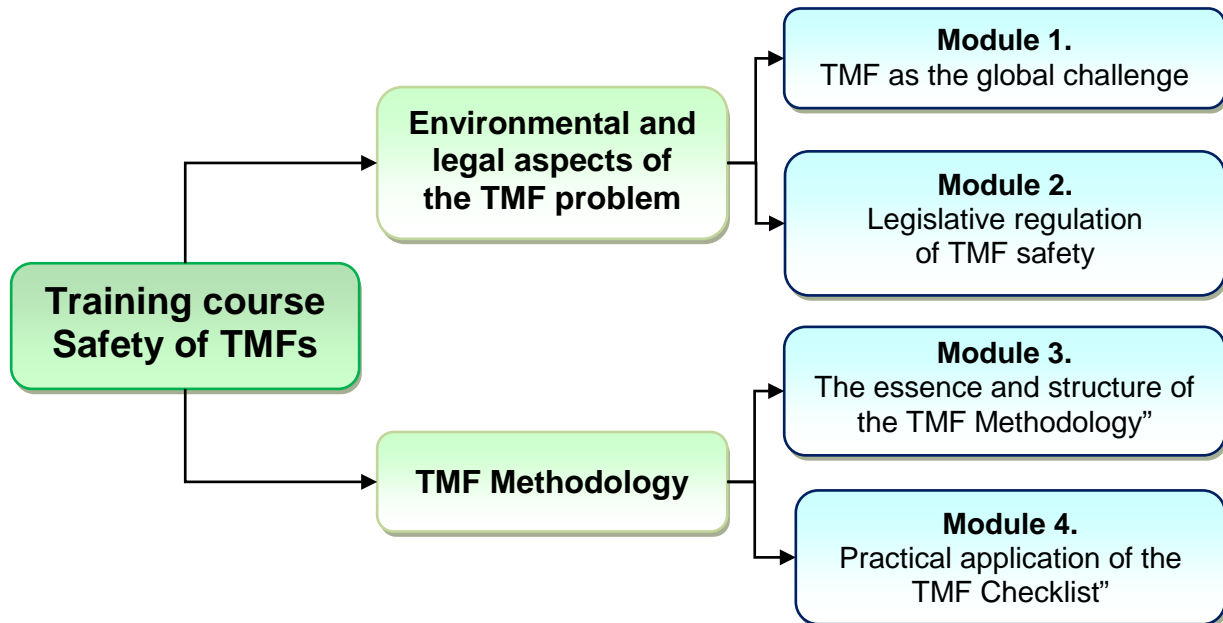 Training course
Safety of TMFs
Environmental and
legal aspects of
the TMF problem
Module 1.
TMF as the global challenge
Module 2.
Legislative regulation
of TMF safety
TMF Methodology
Module 3.
The essence and structure of
the TMF Methodology”
Module 4.
Practical application of the
TMF Checklist”